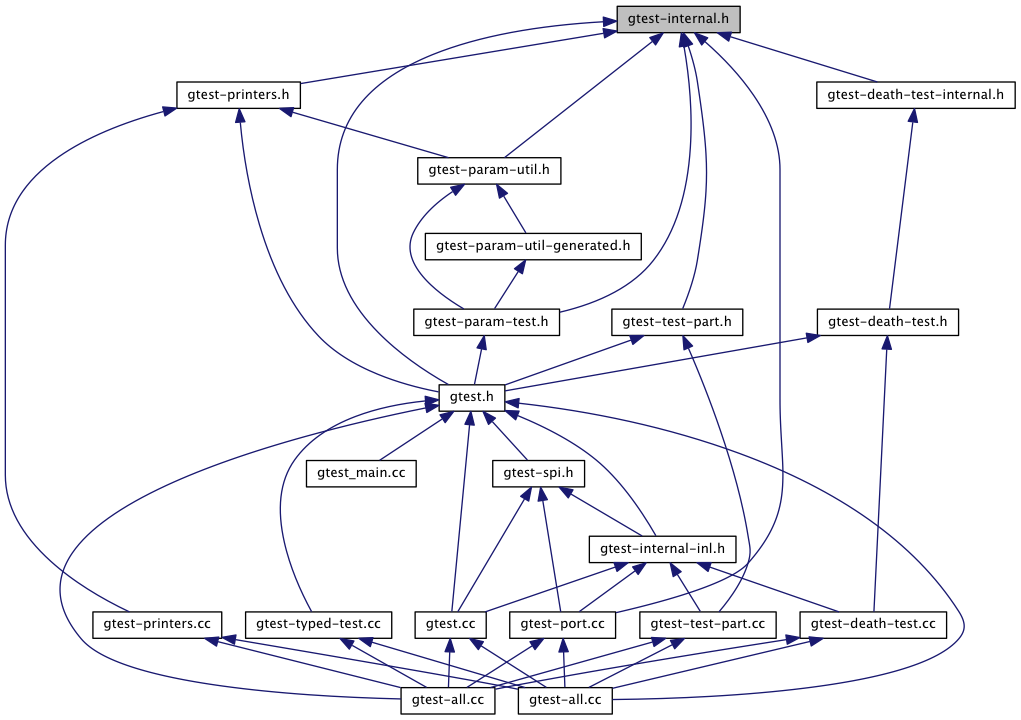 gtest-internal.h
gtest-printers.h
gtest-death-test-internal.h
gtest-param-util.h
gtest-param-util-generated.h
gtest-param-test.h
gtest-test-part.h
gtest-death-test.h
gtest.h
gtest_main.cc
gtest-spi.h
gtest-internal-inl.h
gtest-printers.cc
gtest-typed-test.cc
gtest.cc
gtest-port.cc
gtest-test-part.cc
gtest-death-test.cc
gtest-all.cc
gtest-all.cc